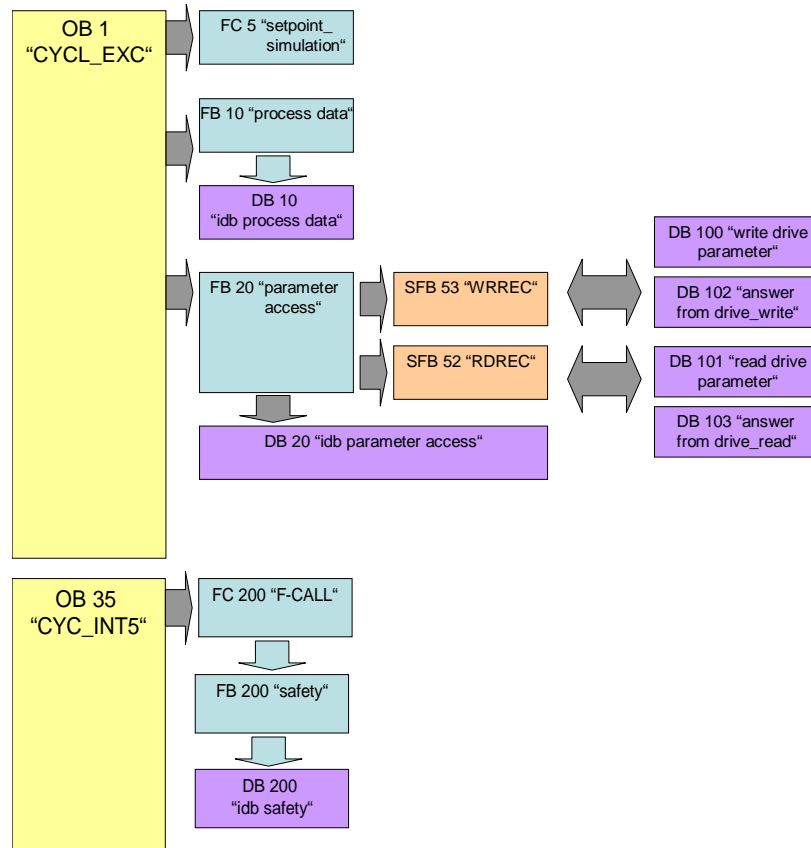 OB 1
“CYCL_EXC“
FC 5 “setpoint_
simulation“
FB 10 “process data“
DB 10
“idb process data“
FB 20 “parameter
access“
SFB 53 “WRREC“
SFB 52 “RDREC“
DB 20 “idb parameter access“
DB 100 “write drive
parameter“
DB 102 “answer
from drive_write“
DB 101 “read drive
parameter“
DB 103 “answer
from drive_read“
OB 35
“CYC_INT5“
FC 200 “F-CALL“
FB 200 “safety“
DB 200
“idb safety“